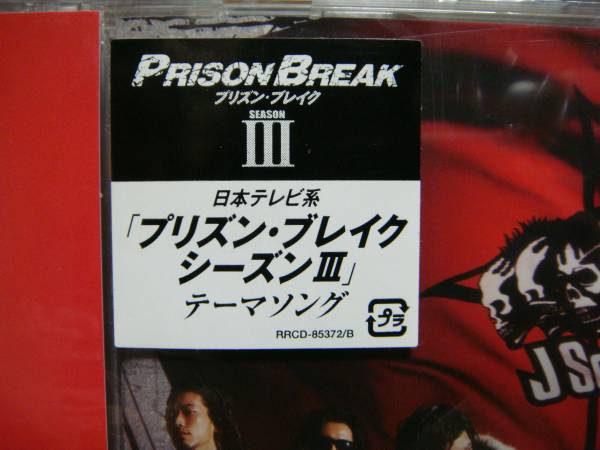 PRISON BREAK
プリズン・ブレイク
SEASON
III
日本テレビ系
「プリズン・ブレイク
シーズンIII」
テーマソング
プラ
RRCD-85372/B
J So